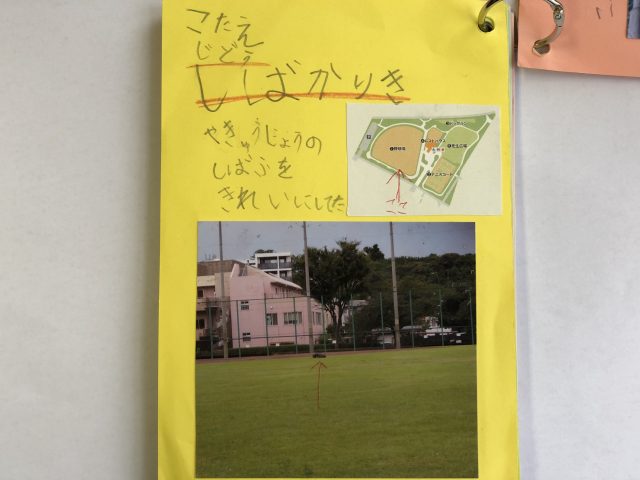 こたえ
じどう
しばかりき
やきゅうじょうの
しばふを
きれいにした
ここ